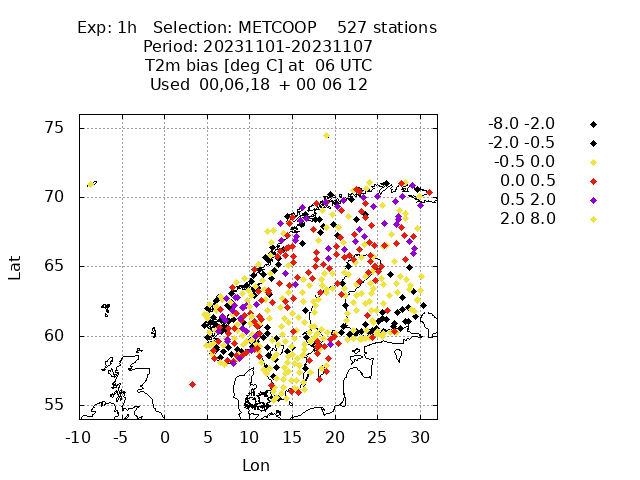 Exp: 1h   Selection: METCOOP    527 stations
Period: 20231101-20231107
T2m bias [deg C] at  06 UTC
Used  00,06,18  + 00 06 12
-8.0 -2.0
-2.0 -0.5
-0.5 0.0
0.0 0.5
0.5 2.0
2.0 8.0
75
70
65
60
55
Lat
-10 -5 0 5 10 15 20 25 30
Lon